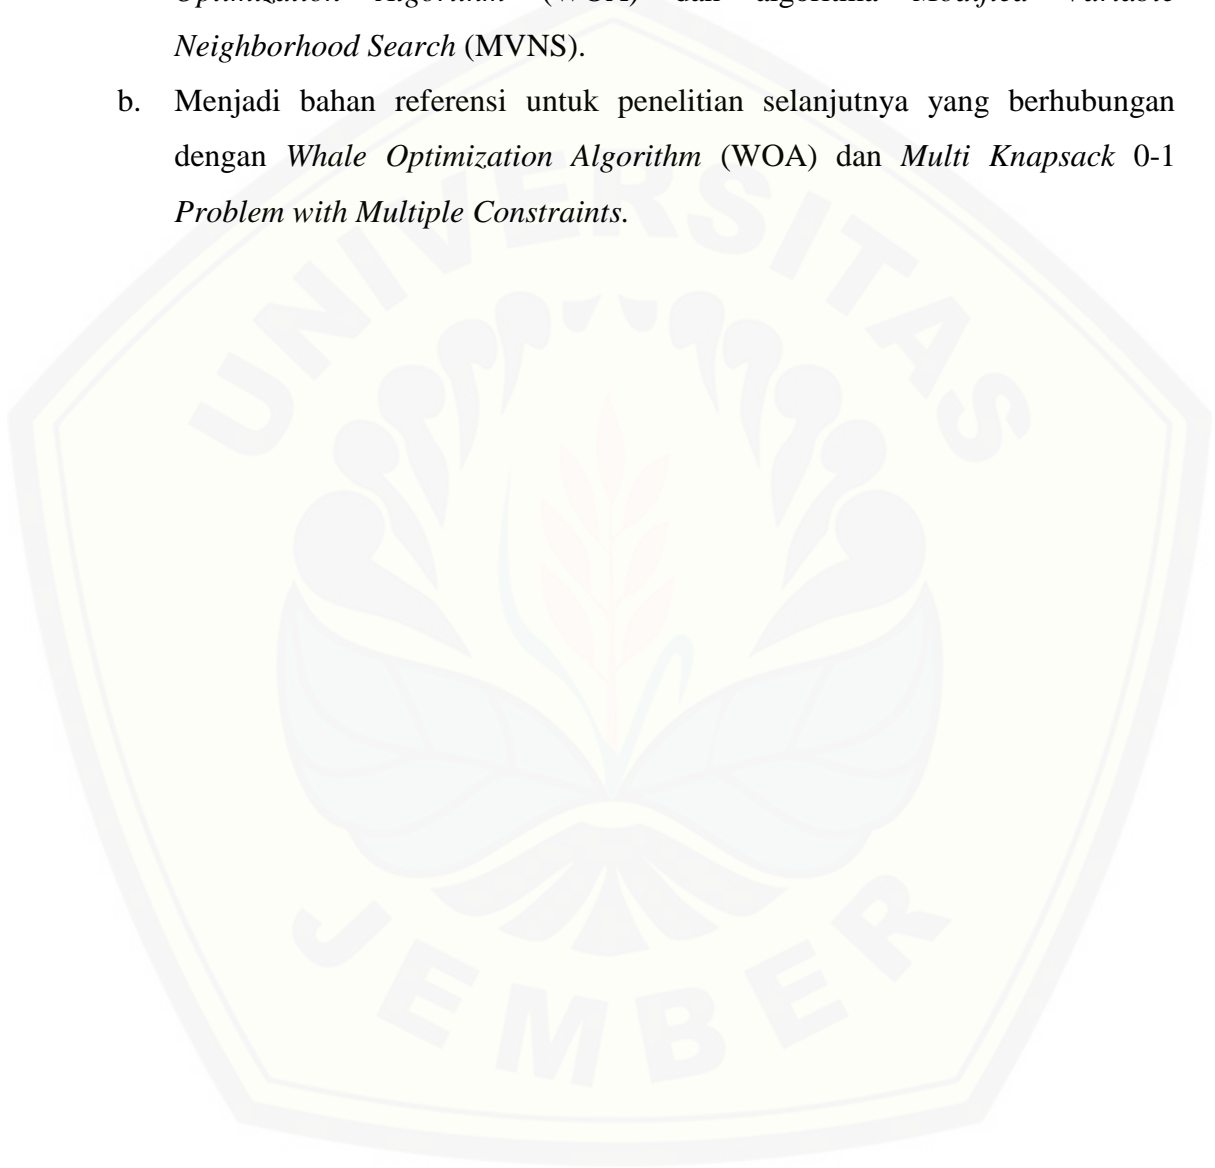 Optimization Algorithm (WOA) dan algoritma Modified Variable
Neighborhood Search (MVNS).
b. Menjadi bahan referensi untuk penelitian selanjutnya yang berhubungan
dengan Whale Optimization Algorithm (WOA) dan Multi Knapsack 0-1
Problem with Multiple Constraints.
UNIVERSITAS
JEMBER